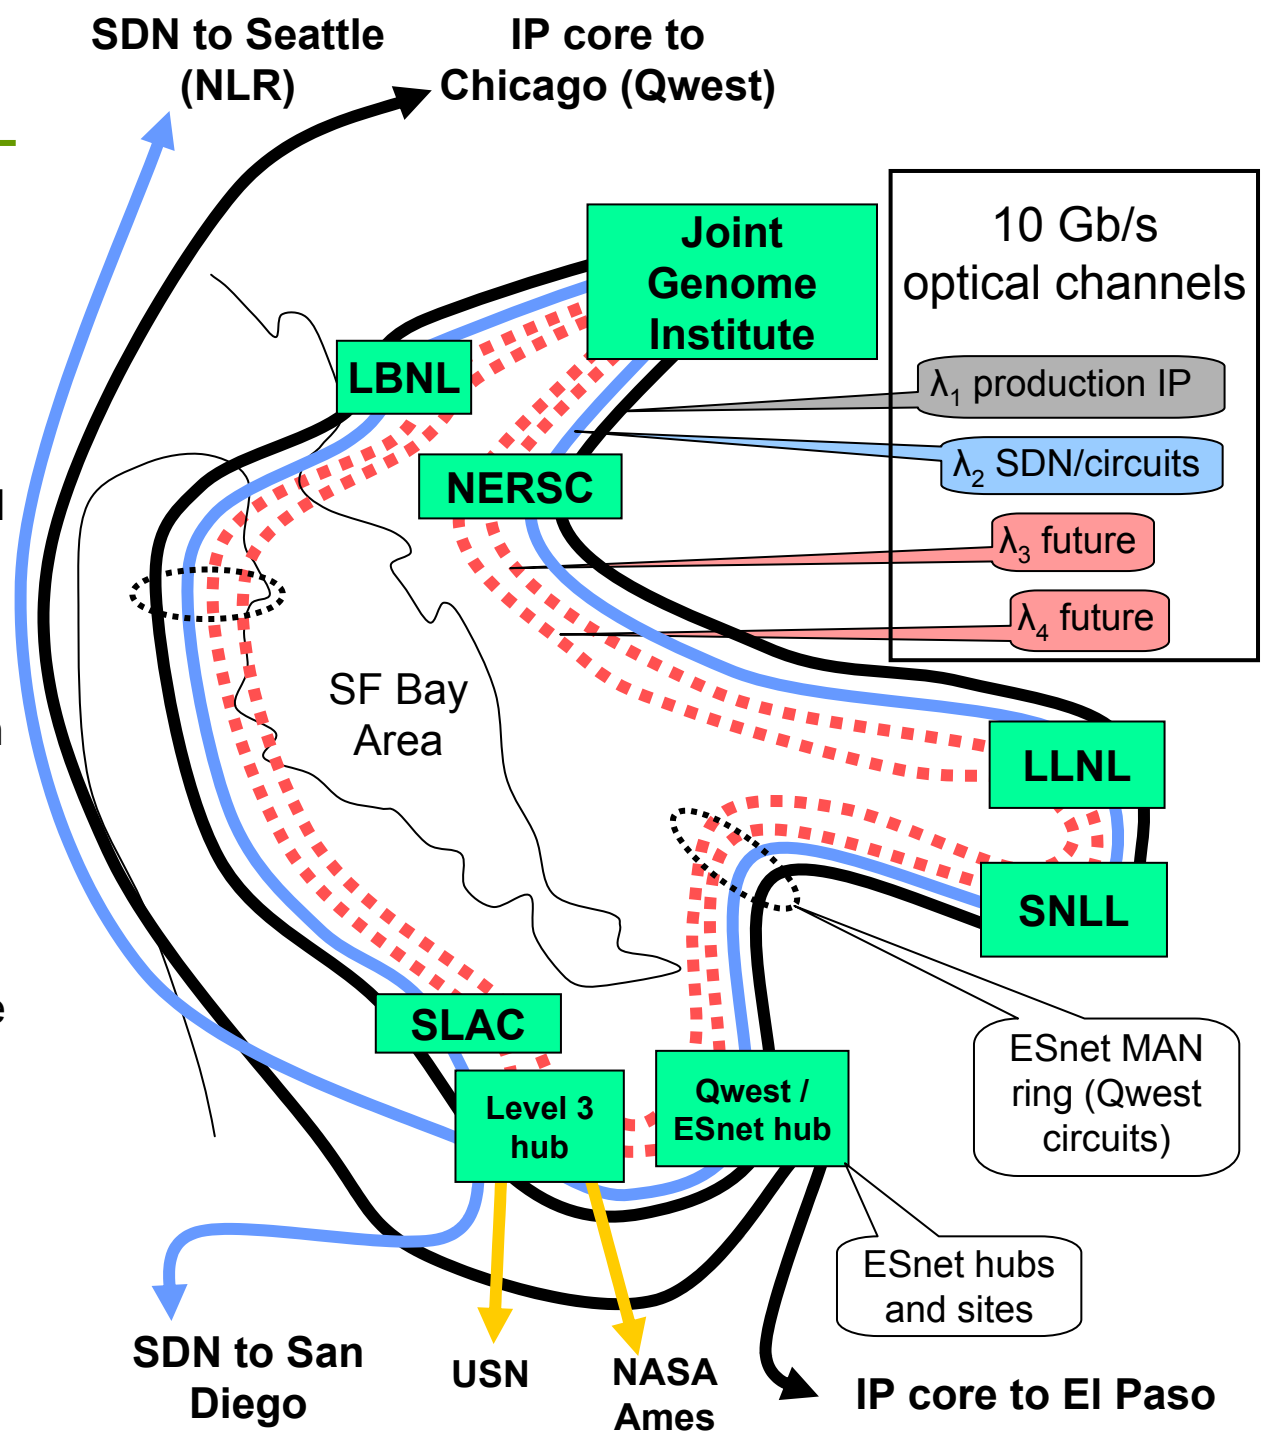 SDN to Seattle
(NLR)
IP core to
Chicago (Qwest)
Joint
Genome
Institute
10 Gb/s
optical channels
λ1 production IP
λ2 SDN/circuits
λ3 future
λ4 future
LBNL
NERSC
SF Bay
Area
LLNL
SNLL
SLAC
Level 3
hub
Qwest /
ESnet hub
ESnet MAN
ring (Qwest
circuits)
ESnet hubs
and sites
SDN to San
Diego
USN
NASA
Ames
IP core to El Paso